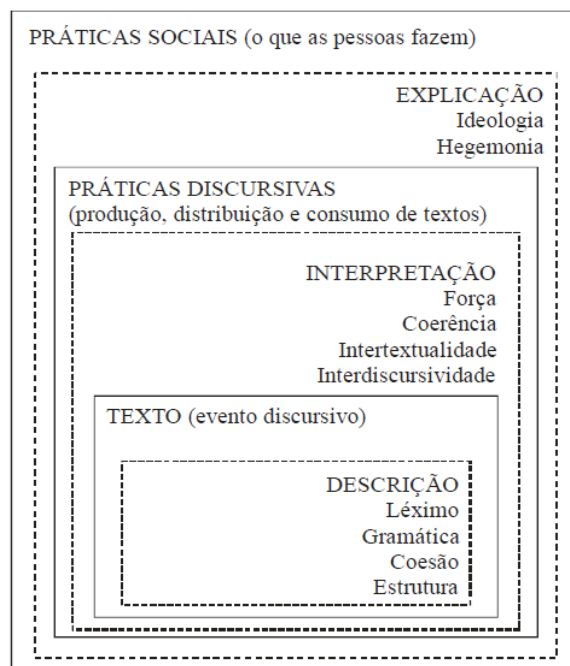 PRÁTICAS SOCIAIS (o que as pessoas fazem)
EXPLICAÇÃO
Ideologia
Hegemonia
PRÁTICAS DISCURSIVAS
(produção, distribuição e consumo de textos)
INTERPRETAÇÃO
Força
Coerência
Intertextualidade
Interdiscursividade
TEXTO (evento discursivo)
DESCRIÇÃO
Léximo
Gramática
Coesão
Estrutura